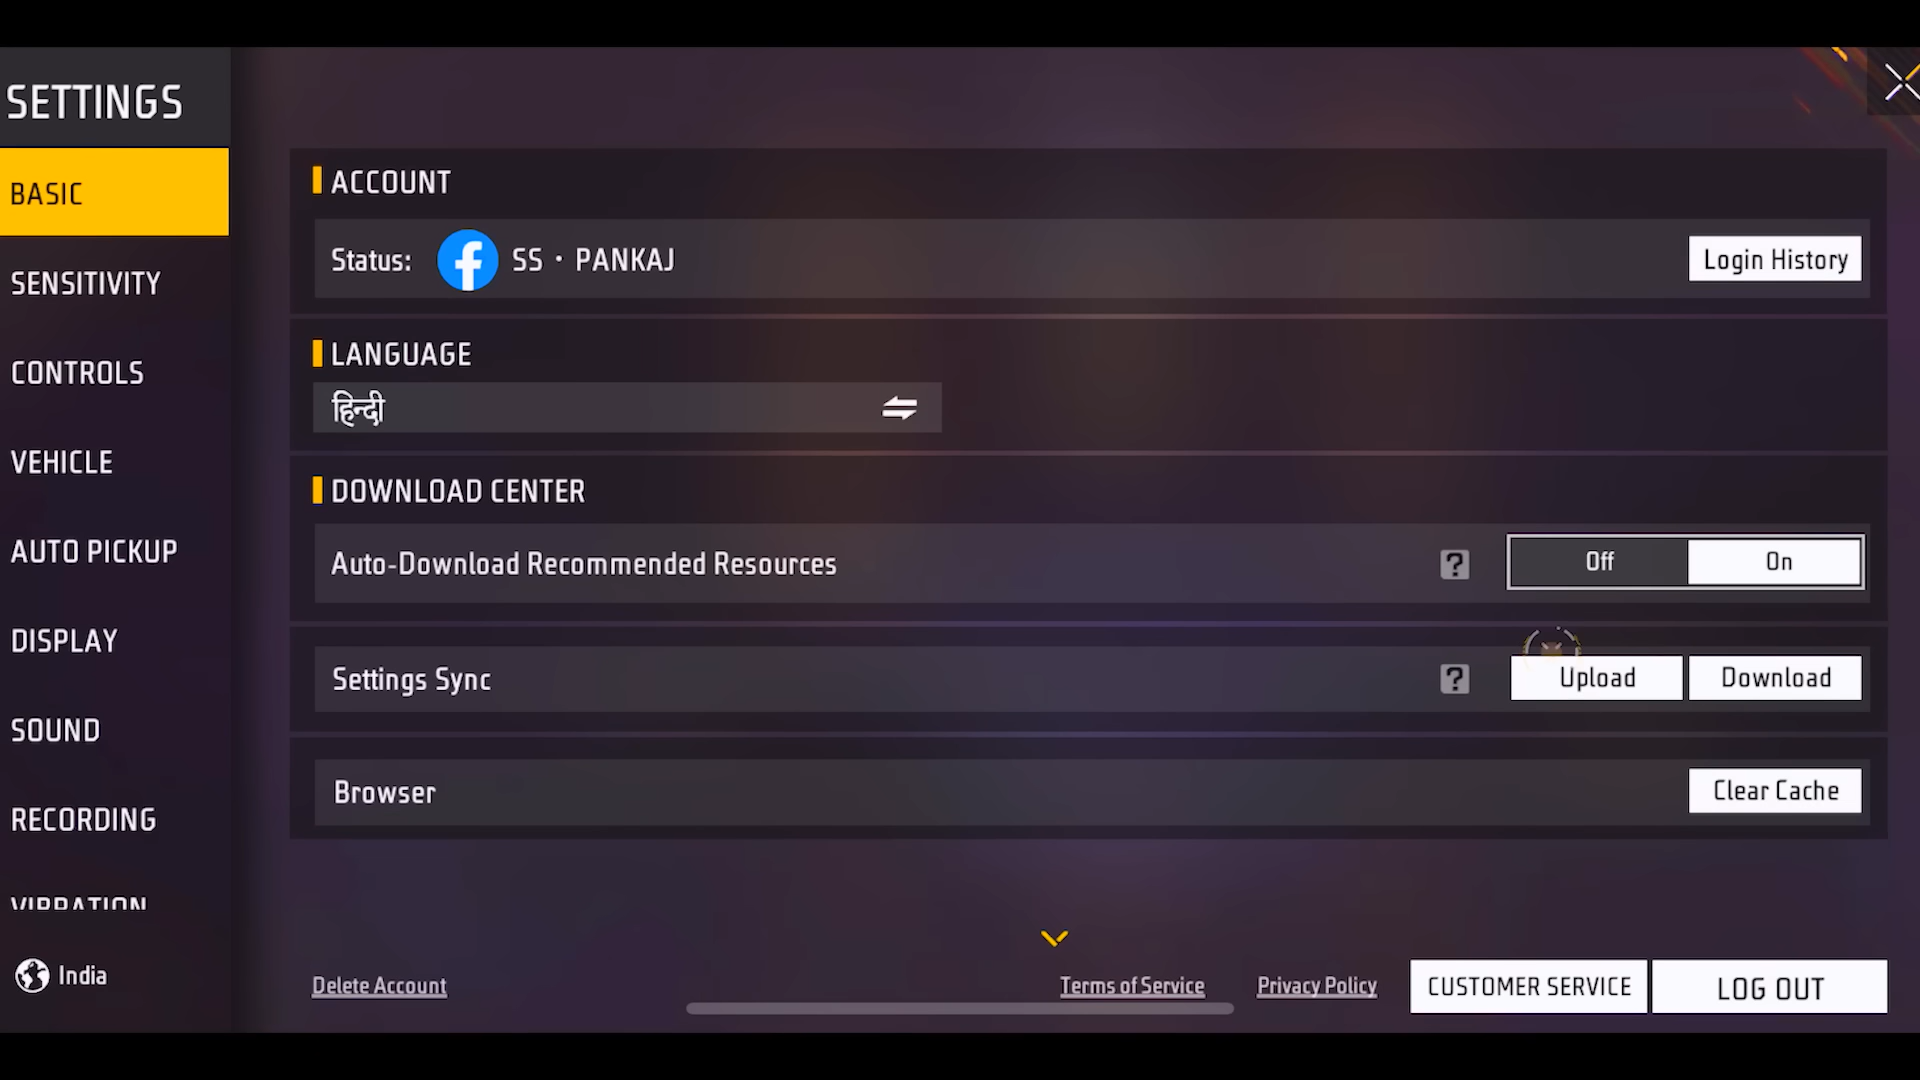 SETTINGS
BASIC
SENSITIVITY
CONTROLS
VEHICLE
AUTO PICKUP
DISPLAY
SOUND
RECORDING
VIBRATION
India
ACCOUNT
Status: SS • PANKAJ
Login History
LANGUAGE
हिन्दी
DOWNLOAD CENTER
Auto-Download Recommended Resources ? Off On
Settings Sync ? Upload Download
Browser Clear Cache
Delete Account Terms of Service Privacy Policy CUSTOMER SERVICE LOG OUT